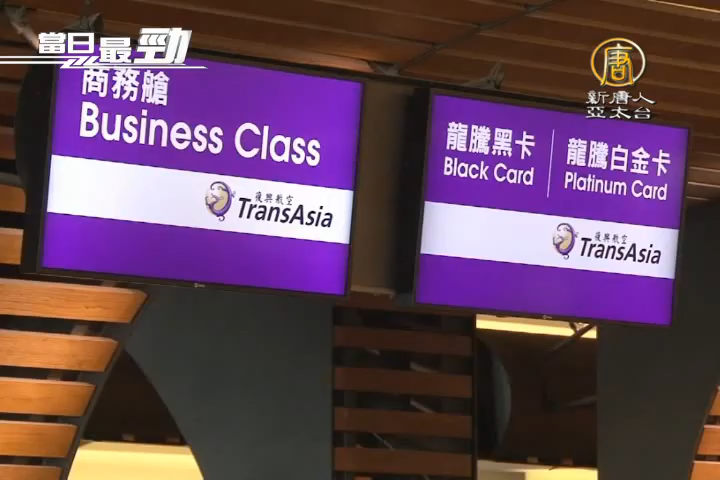 當日最勁
唐
新唐人
亞太台
商務艙
Business Class
復興航空
TransAsia
龍騰黑卡
Black Card
龍騰白金卡
Platinum Card
復興航空
TransAsia